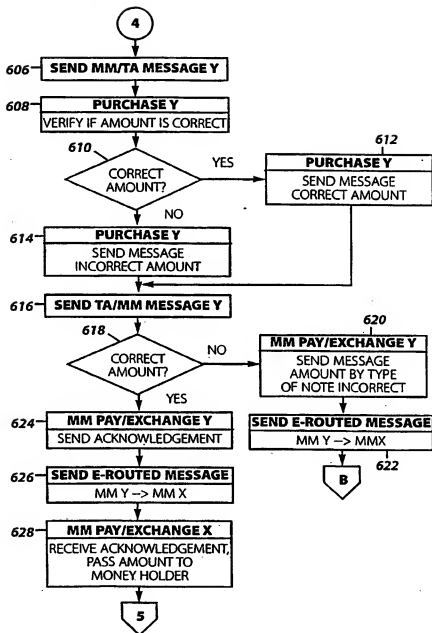 4
606
SEND MM/TA MESSAGE Y
608
PURCHASE Y
VERIFY IF AMOUNT IS CORRECT
610
CORRECT
AMOUNT?
YES
NO
612
PURCHASE Y
SEND MESSAGE
CORRECT AMOUNT
614
PURCHASE Y
SEND MESSAGE
INCORRECT AMOUNT
616
SEND TA/MM MESSAGE Y
618
CORRECT
AMOUNT?
NO
YES
620
MM PAY/EXCHANGE Y
SEND MESSAGE
AMOUNT BY TYPE
OF NOTE INCORRECT
SEND E-ROUTED MESSAGE
MM Y -> MMX
622
B
624
MM PAY/EXCHANGE Y
SEND ACKNOWLEDGEMENT
626
SEND E-ROUTED MESSAGE
MM Y -> MM X
628
MM PAY/EXCHANGE X
RECEIVE ACKNOWLEDGEMENT,
PASS AMOUNT TO
MONEY HOLDER
5